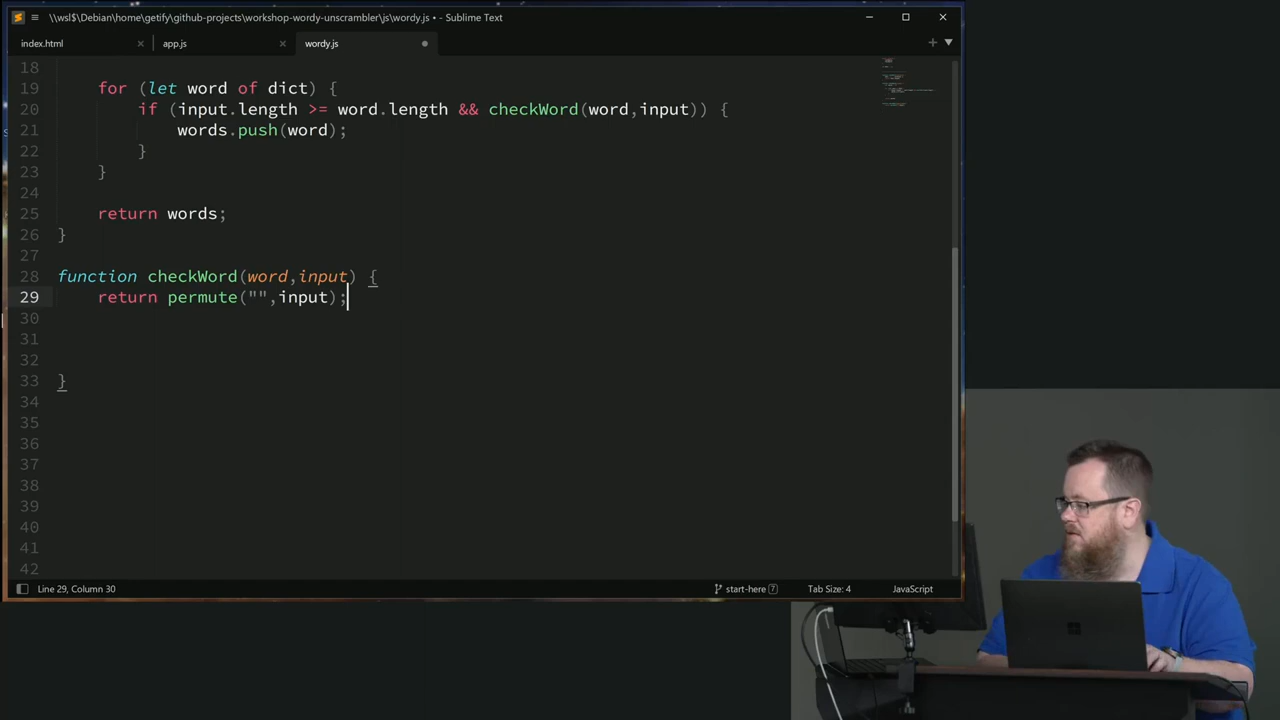 \\wsl$\Debian\home\getify\github-projects\workshop-wordy-unscrambler\js\wordy.js • - Sublime Text
index.html
app.js
wordy.js
18
19 for (let word of dict) {
20 if (input.length >= word.length && checkWord(word,input)) {
21 words.push(word);
22 }
23 }
24
25 return words;
26 }
27
28 function checkWord(word,input) {
29 return permute("",input);
30
31
32
33 }
34
35
36
37
38
39
40
41
42
Line 29, Column 30
start-here 7
Tab Size: 4
JavaScript